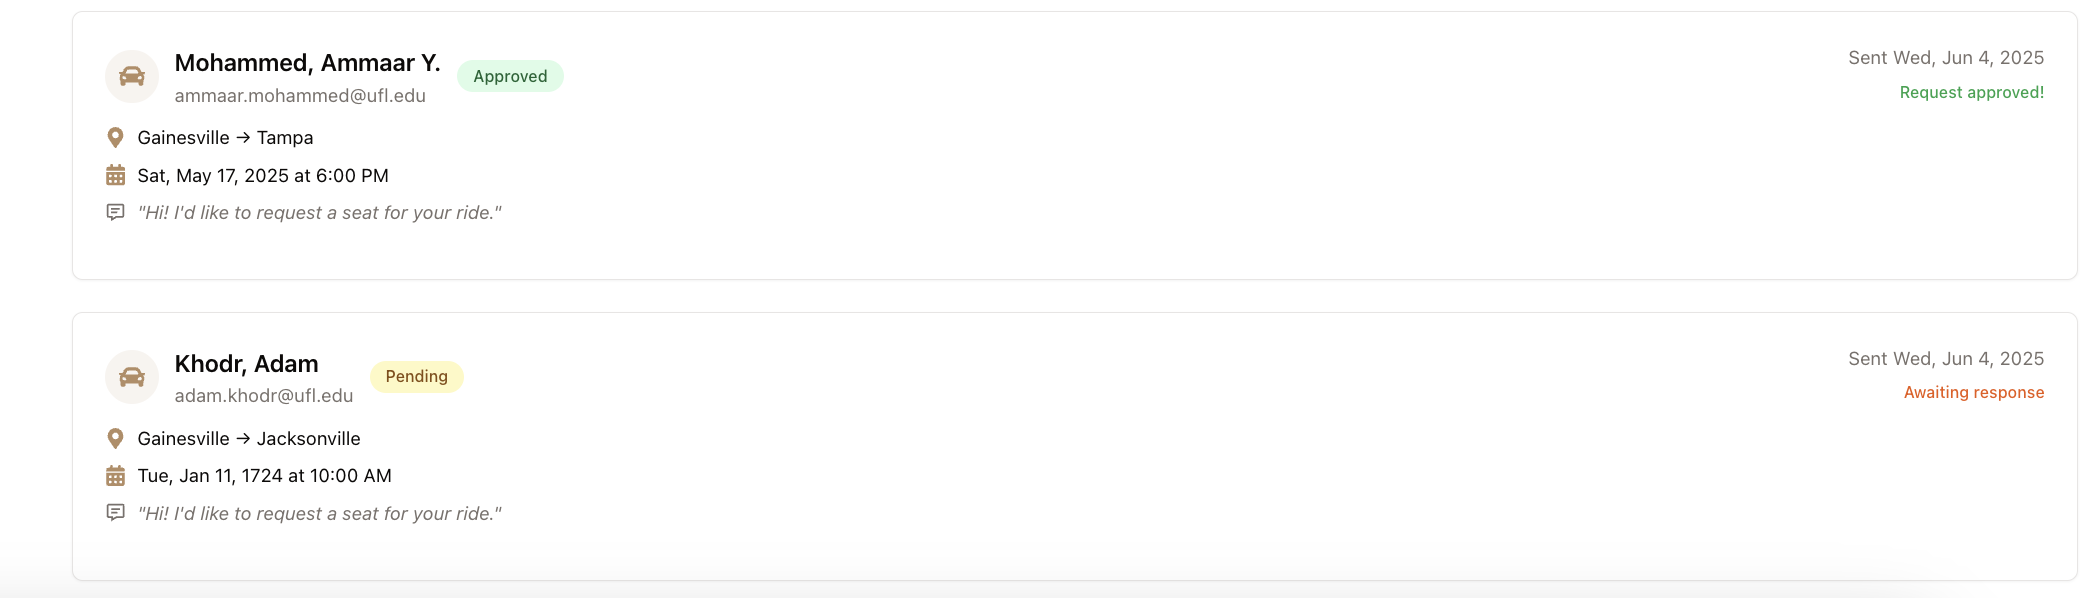 Mohammed, Ammaar Y.
Approved
ammaar.mohammed@ufl.edu
Sent Wed, Jun 4, 2025
Request approved!
Gainesville → Tampa
Sat, May 17, 2025 at 6:00 PM
"Hi! I'd like to request a seat for your ride."
Khodr, Adam
Pending
adam.khodr@ufl.edu
Sent Wed, Jun 4, 2025
Awaiting response
Gainesville → Jacksonville
Tue, Jan 11, 1724 at 10:00 AM
"Hi! I'd like to request a seat for your ride."